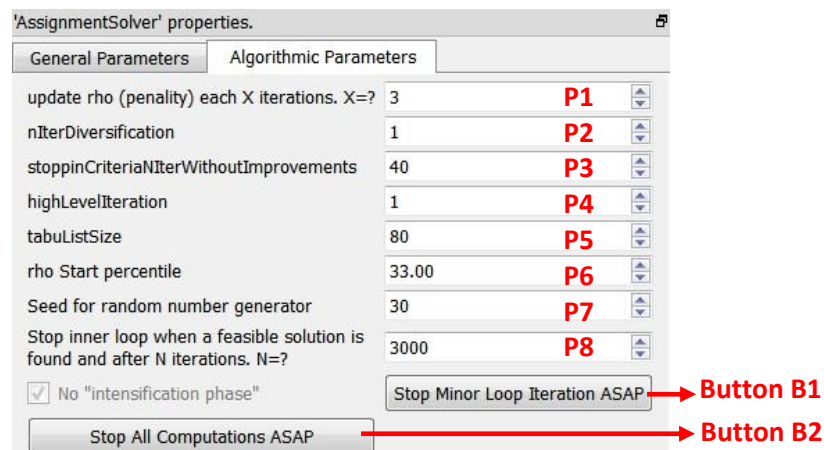 'AssignmentSolver' properties.
General Parameters Algorithmic Parameters
update rho (penality) each X iterations. X=? 3 P1
nIterDiversification 1 P2
stoppinCriteriaNIterWithoutImprovements 40 P3
highLevelIteration 1 P4
tabuListSize 80 P5
rho Start percentile 33.00 P6
Seed for random number generator 30 P7
Stop inner loop when a feasible solution is
found and after N iterations. N=? 3000 P8
No "intensification phase" Stop Minor Loop Iteration ASAP Button B1
Stop All Computations ASAP Button B2